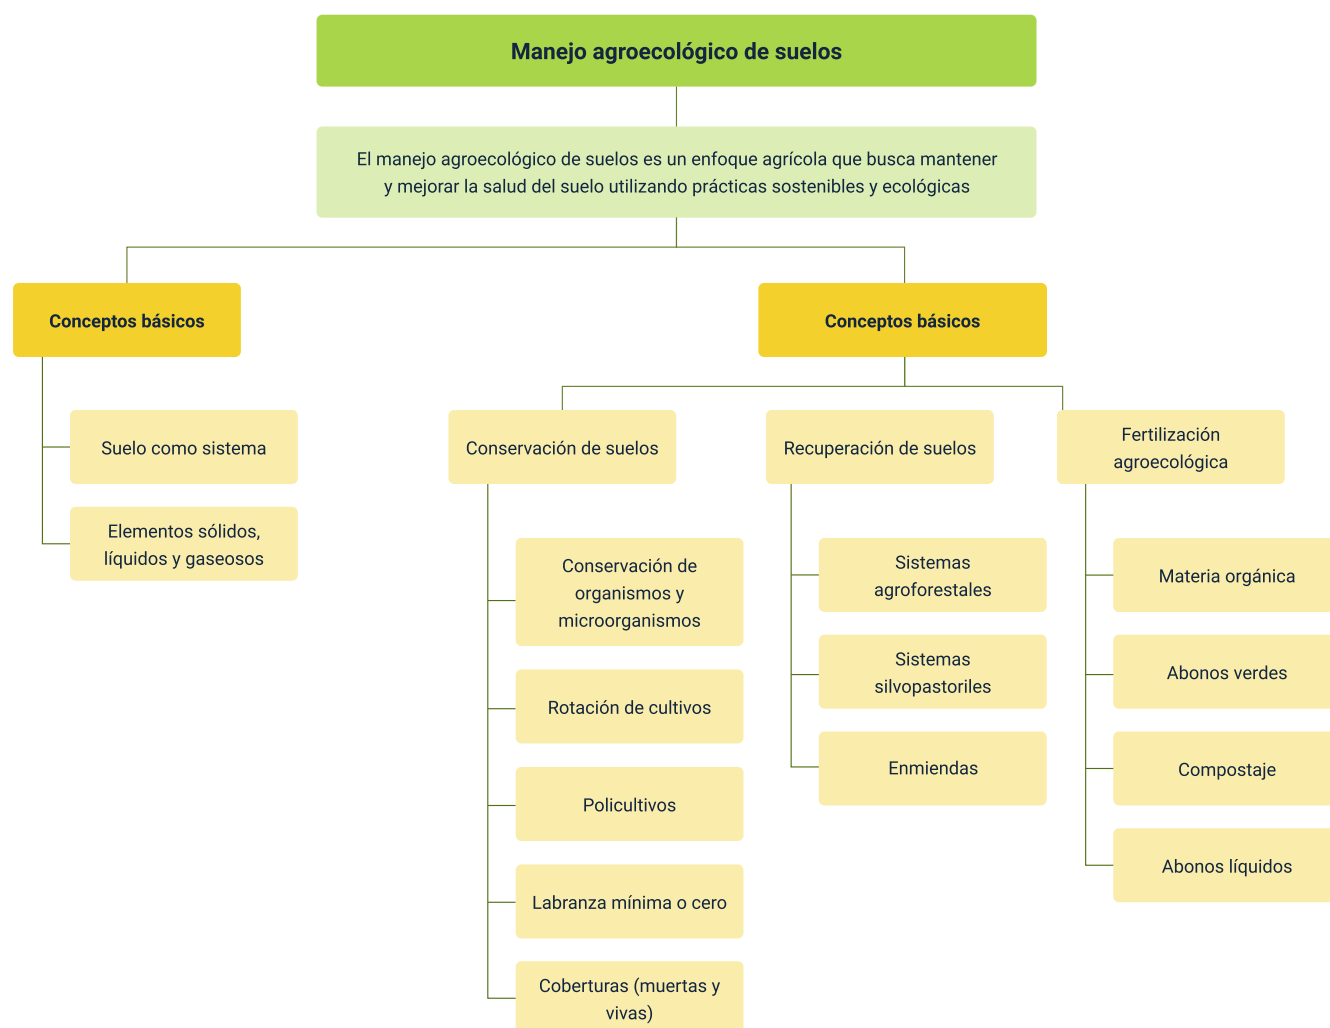 Manejo agroecológico de suelos
El manejo agroecológico de suelos es un enfoque agrícola que busca mantener
y mejorar la salud del suelo utilizando prácticas sostenibles y ecológicas
Conceptos básicos
Suelo como sistema
Elementos sólidos,
líquidos y gaseosos
Conceptos básicos
Conservación de suelos
Conservación de
organismos y
microorganismos
Rotación de cultivos
Policultivos
Labranza mínima o cero
Coberturas (muertas y
vivas)
Recuperación de suelos
Sistemas
agroforestales
Sistemas
silvopastoriles
Enmiendas
Fertilización
agroecológica
Materia orgánica
Abonos verdes
Compostaje
Abonos líquidos